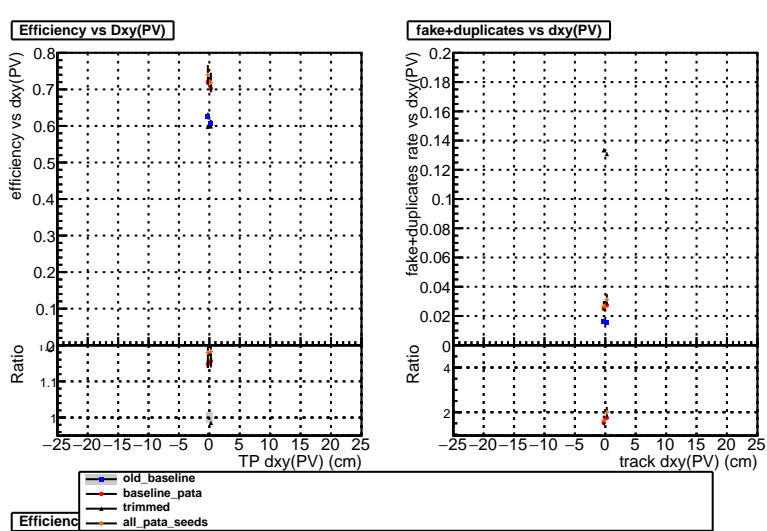 Efficiency vs Dxy(PV)
efficiency vs dxy(PV)
0.8
0.7
0.6
0.5
0.4
0.3
0.2
0.1
0
Ratio
1.1
1
−25 −20 −15 −10 −5 0 5 10 15 20 25
TP dxy(PV) (cm)
fake+duplicates vs dxy(PV)
fake+duplicates rate vs dxy(PV)
0.2
0.18
0.16
0.14
0.12
0.1
0.08
0.06
0.04
0.02
0
Ratio
4
2
−25 −20 −15 −10 −5 0 5 10 15 20 25
track dxy(PV) (cm)
old_baseline
baseline_pata
trimmed
all_pata_seeds
Efficienc